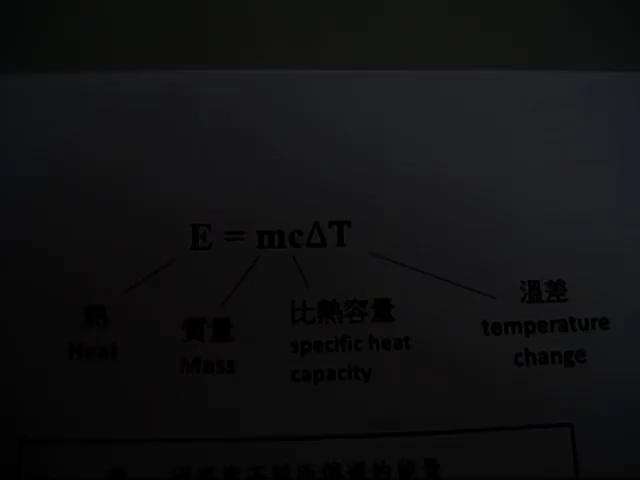 E = mcΔT
熱
Heat
質量
Mass
比熱容量
specific heat
capacity
溫差
temperature
change